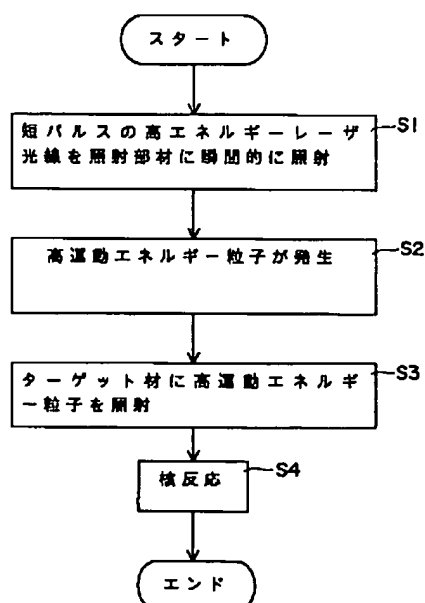 スタート
短パルスの高エネルギーレーザ
光線を照射部材に瞬間的に照射
S1
高運動エネルギー粒子が発生
S2
ターゲット材に高運動エネルギ
ー粒子を照射
S3
核反応
S4
エンド